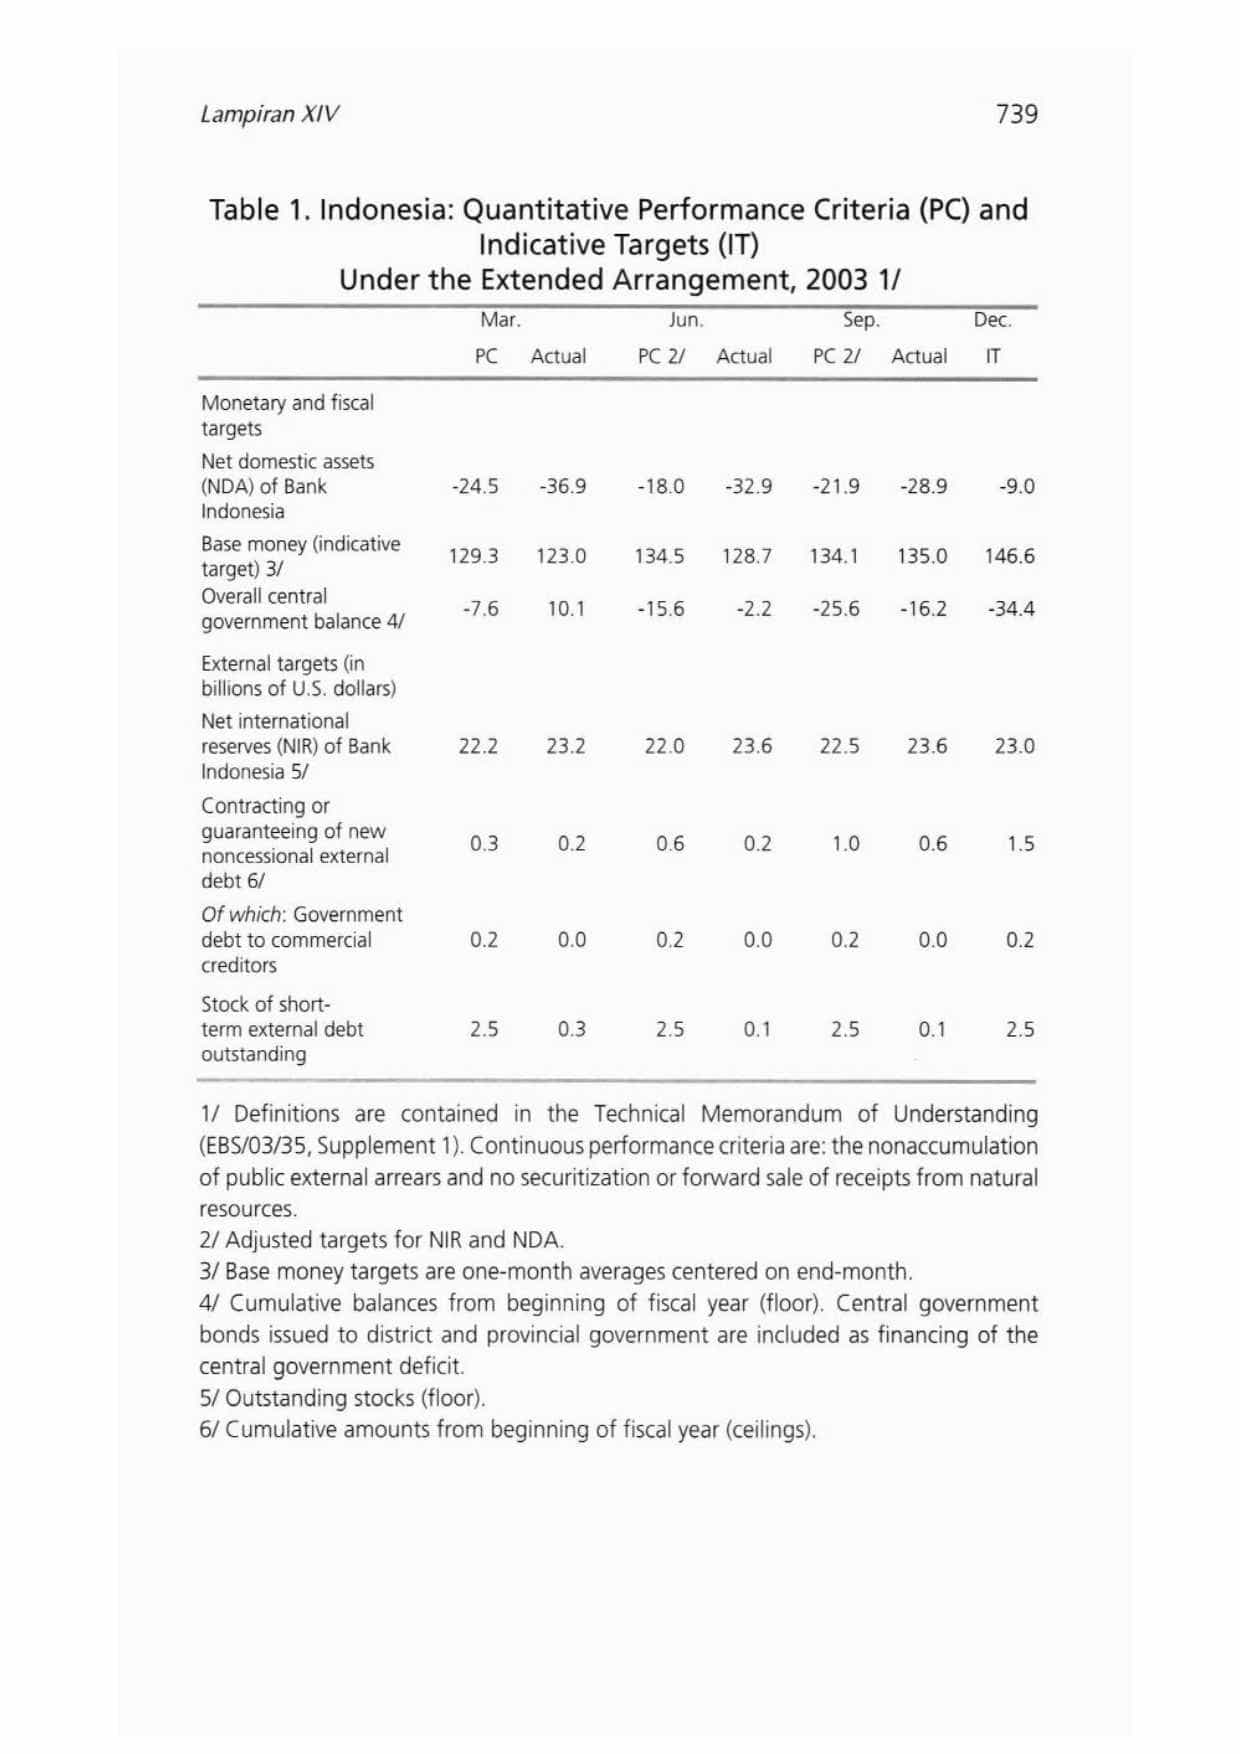 Lampiran XIV 739
Table 1. Indonesia: Quantitative Performance Criteria (PC) and
Indicative Targets (IT)
Under the Extended Arrangement, 2003 1/
Mar. Jun. Sep. Dec.
PC Actual PC 2/ Actual PC 2/ Actual IT
Monetary and fiscal
targets
Net domestic assets
(NDA) of Bank -24.5 -36.9 -18.0 -32.9 -21.9 -28.9 -9.0
Indonesia
Base money (indicative
target) 3/ 129.3 123.0 134.5 128.7 134.1 135.0 146.6
Overall central
government balance 4/ -7.6 10.1 -15.6 -2.2 -25.6 -16.2 -34.4
External targets (in
billions of U.S. dollars)
Net international
reserves (NIR) of Bank 22.2 23.2 22.0 23.6 22.5 23.6 23.0
Indonesia 5/
Contracting or
guaranteeing of new
noncessional external 0.3 0.2 0.6 0.2 1.0 0.6 1.5
debt 6/
Of which: Government
debt to commercial 0.2 0.0 0.2 0.0 0.2 0.0 0.2
creditors
Stock of short-
term external debt 2.5 0.3 2.5 0.1 2.5 0.1 2.5
outstanding
1/ Definitions are contained in the Technical Memorandum of Understanding
(EBS/03/35, Supplement 1). Continuous performance criteria are: the nonaccumulation
of public external arrears and no securitization or forward sale of receipts from natural
resources.
2/ Adjusted targets for NIR and NDA.
3/ Base money targets are one-month averages centered on end-month.
4/ Cumulative balances from beginning of fiscal year (floor). Central government
bonds issued to district and provincial government are included as financing of the
central government deficit.
5/ Outstanding stocks (floor).
6/ Cumulative amounts from beginning of fiscal year (ceilings).